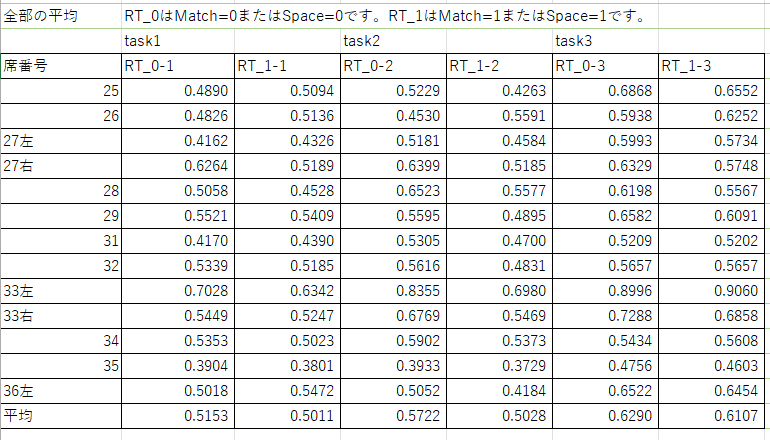 全部の平均 RT_0はMatch=0またはSpace=0です。RT_1はMatch=1またはSpace=1です。
task1 task2 task3
席番号 RT_0-1 RT_1-1 RT_0-2 RT_1-2 RT_0-3 RT_1-3
25 0.4890 0.5094 0.5229 0.4263 0.6868 0.6552
26 0.4826 0.5136 0.4530 0.5591 0.5938 0.6252
27左 0.4162 0.4326 0.5181 0.4584 0.5993 0.5734
27右 0.6264 0.5189 0.6399 0.5185 0.6329 0.5748
28 0.5058 0.4528 0.6523 0.5577 0.6198 0.5567
29 0.5521 0.5409 0.5595 0.4895 0.6582 0.6091
31 0.4170 0.4390 0.5305 0.4700 0.5209 0.5202
32 0.5339 0.5185 0.5616 0.4831 0.5657 0.5657
33左 0.7028 0.6342 0.8355 0.6980 0.8996 0.9060
33右 0.5449 0.5247 0.6769 0.5469 0.7288 0.6858
34 0.5353 0.5023 0.5902 0.5373 0.5434 0.5608
35 0.3904 0.3801 0.3933 0.3729 0.4756 0.4603
36左 0.5018 0.5472 0.5052 0.4184 0.6522 0.6454
平均 0.5153 0.5011 0.5722 0.5028 0.6290 0.6107